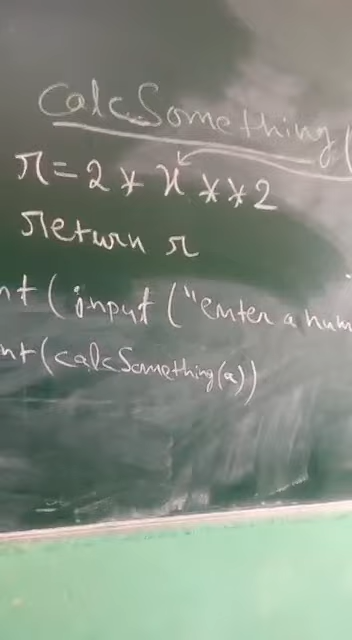 calcSomething(
r=2*x**2
return r
nt(input("enter a num
nt(calcSomething(a))